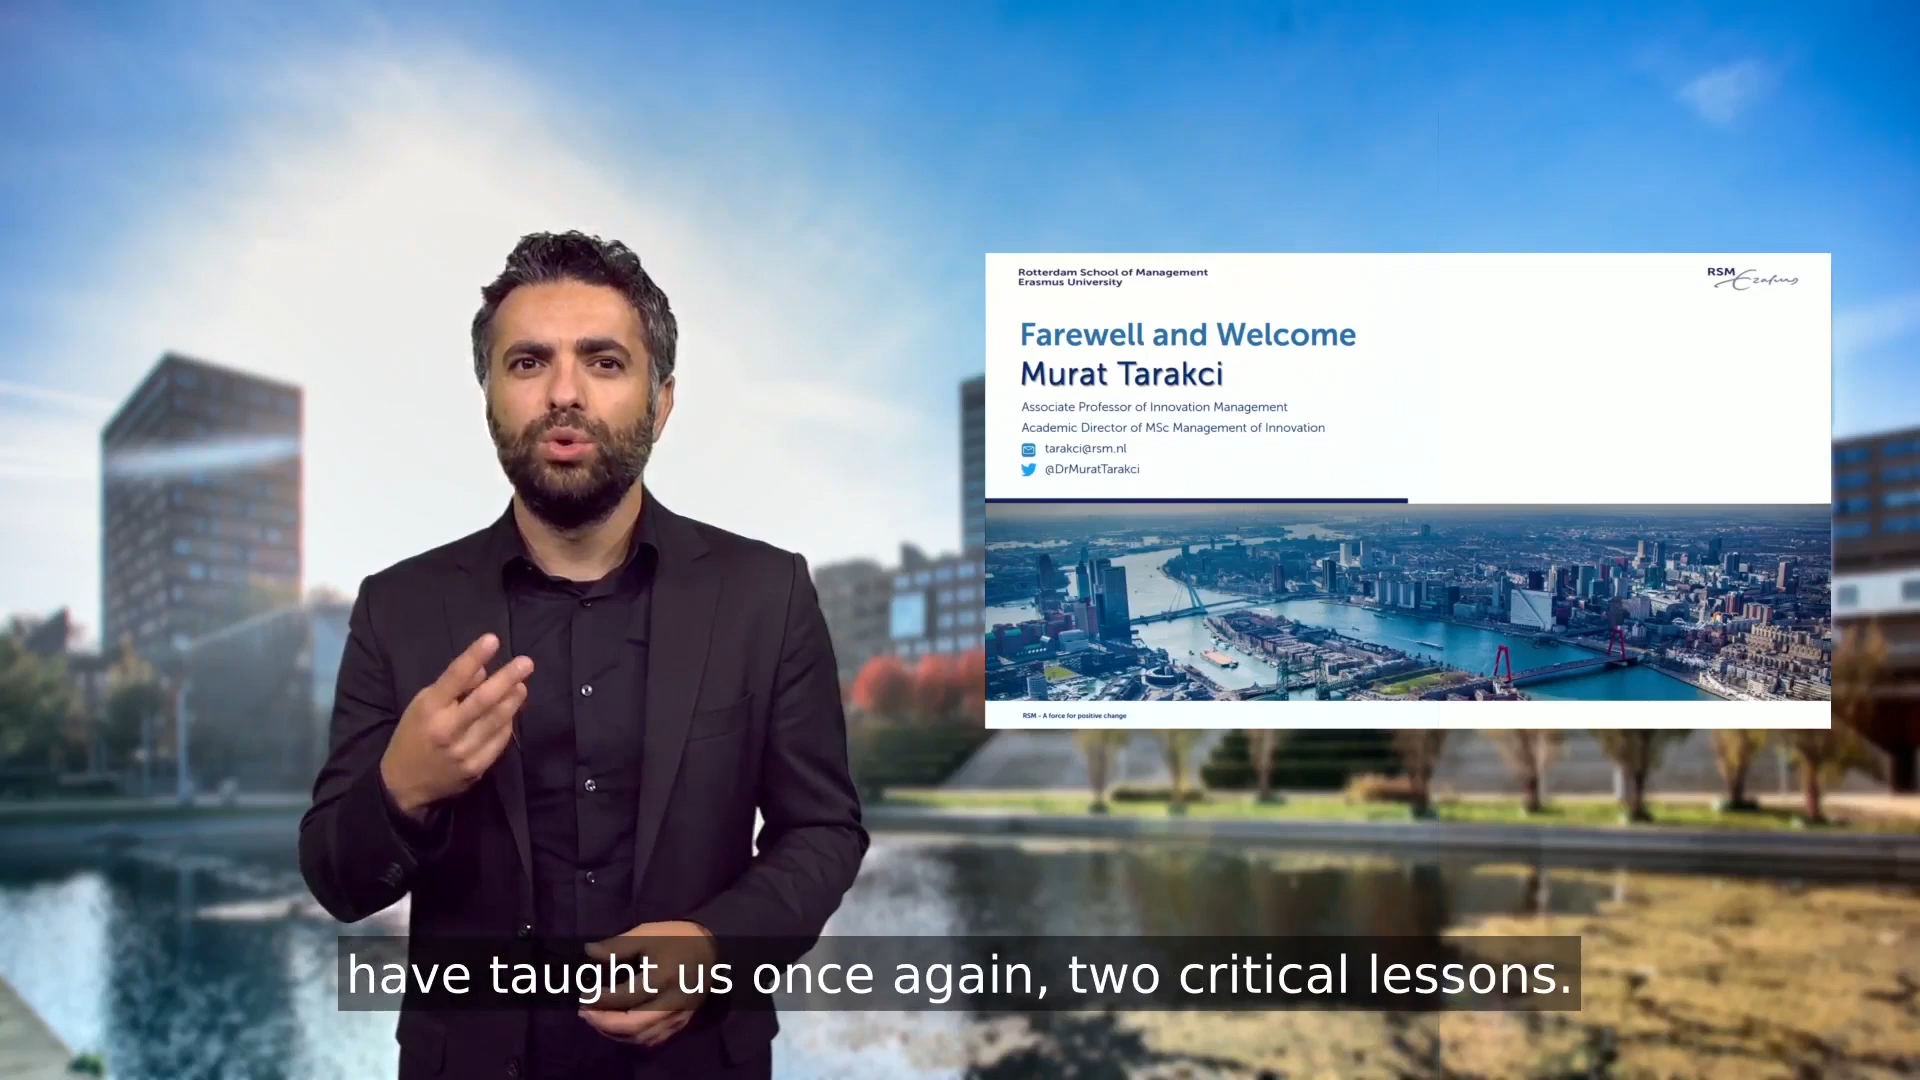 Rotterdam School of Management
Erasmus University
RSM
Erasmus
Farewell and Welcome
Murat Tarakci
Associate Professor of Innovation Management
Academic Director of MSc Management of Innovation
tarakci@rsm.nl
@DrMuratTarakci
RSM - A force for positive change
have taught us once again, two critical lessons.